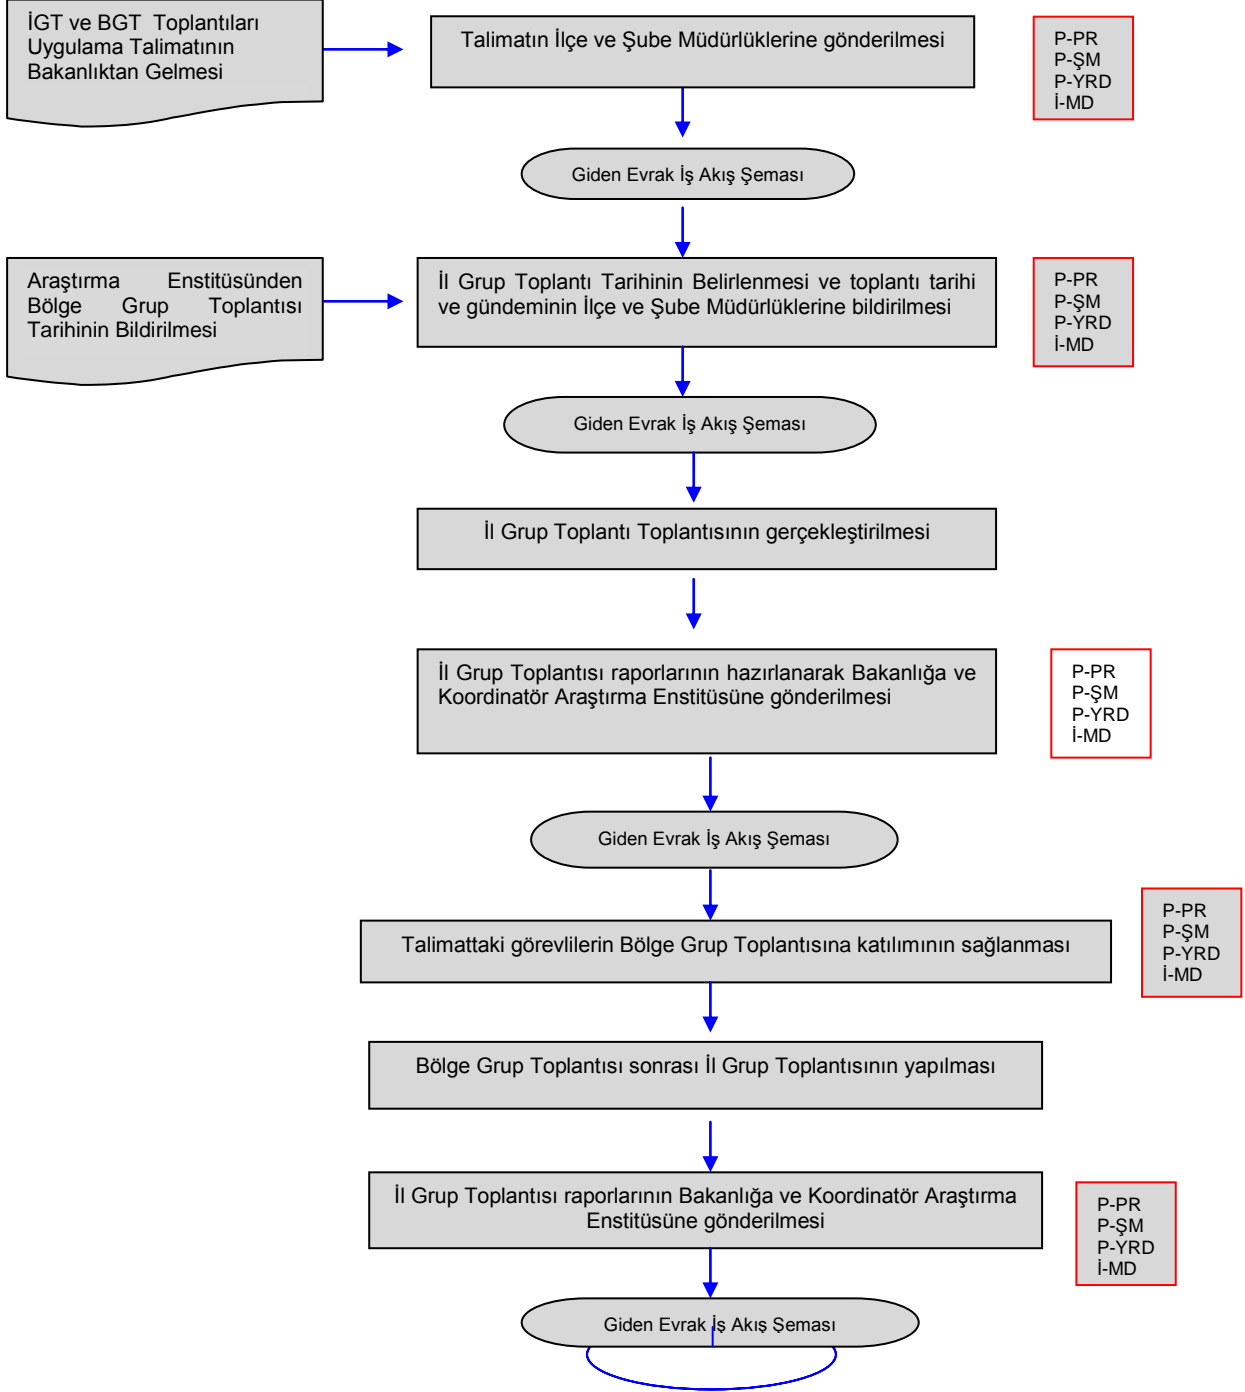 İGT ve BGT Toplantıları
Uygulama Talimatının
Bakanlıktan Gelmesi
Talimatın İlçe ve Şube Müdürlüklerine gönderilmesi
P-PR
P-ŞM
P-YRD
İ-MD
Giden Evrak İş Akış Şeması
Araştırma Enstitüsünden
Bölge Grup Toplantısı
Tarihinin Bildirilmesi
İl Grup Toplantı Tarihinin Belirlenmesi ve toplantı tarihi
ve gündeminin İlçe ve Şube Müdürlüklerine bildirilmesi
P-PR
P-ŞM
P-YRD
İ-MD
Giden Evrak İş Akış Şeması
İl Grup Toplantı Toplantısının gerçekleştirilmesi
İl Grup Toplantısı raporlarının hazırlanarak Bakanlığa ve
Koordinatör Araştırma Enstitüsüne gönderilmesi
P-PR
P-ŞM
P-YRD
İ-MD
Giden Evrak İş Akış Şeması
Talimattaki görevlilerin Bölge Grup Toplantısına katılımının sağlanması
P-PR
P-ŞM
P-YRD
İ-MD
Bölge Grup Toplantısı sonrası İl Grup Toplantısının yapılması
İl Grup Toplantısı raporlarının Bakanlığa ve Koordinatör Araştırma
Enstitüsüne gönderilmesi
P-PR
P-ŞM
P-YRD
İ-MD
Giden Evrak İş Akış Şeması